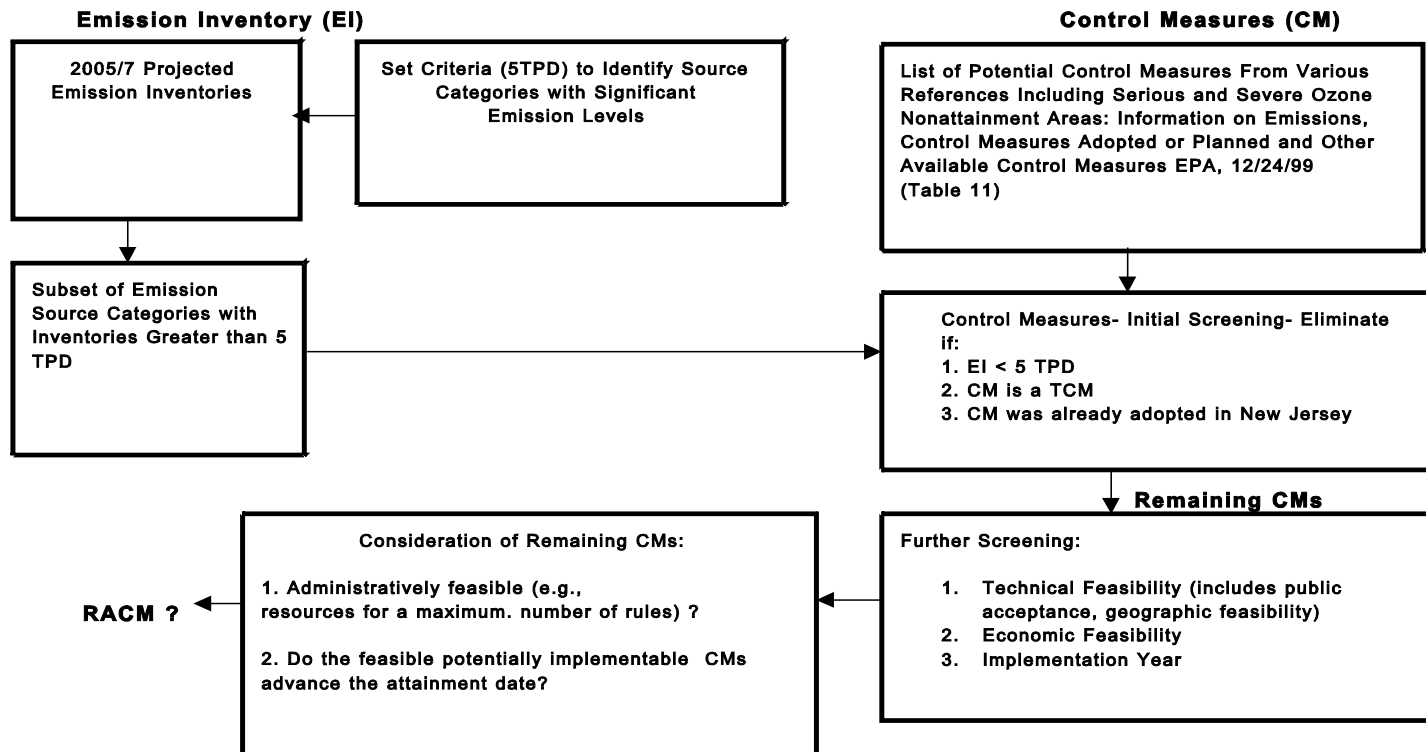 Emission Inventory (EI)
Control Measures (CM)
2005/7 Projected
Emission Inventories
Set Criteria (5TPD) to Identify Source
Categories with Significant
Emission Levels
List of Potential Control Measures From Various
References Including Serious and Severe Ozone
Nonattainment Areas: Information on Emissions,
Control Measures Adopted or Planned and Other
Available Control Measures EPA, 12/24/99
(Table 11)
Subset of Emission
Source Categories with
Inventories Greater than 5
TPD
Control Measures- Initial Screening- Eliminate
if:
1. EI < 5 TPD
2. CM is a TCM
3. CM was already adopted in New Jersey
Remaining CMs
Further Screening:
1. Technical Feasibility (includes public
acceptance, geographic feasibility)
2. Economic Feasibility
3. Implementation Year
Consideration of Remaining CMs:
1. Administratively feasible (e.g.,
resources for a maximum. number of rules) ?
2. Do the feasible potentially implementable CMs
advance the attainment date?
RACM ?